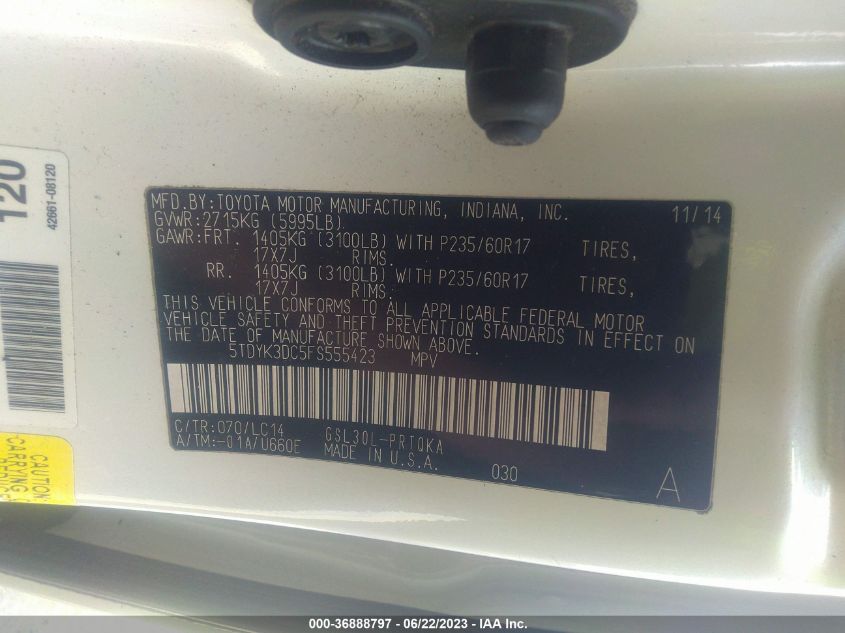 120
42661-08120
MFD.BY:TOYOTA MOTOR MANUFACTURING, INDIANA, INC. 11/14
GVWR:2715KG (5995LB)
GAWR:FRT. 1405KG (3100LB) WITH P235/60R17 TIRES,
17X7J RIMS.
RR. 1405KG (3100LB) WITH P235/60R17 TIRES,
17X7J RIMS.
THIS VEHICLE CONFORMS TO ALL APPLICABLE FEDERAL MOTOR
VEHICLE SAFETY AND THEFT PREVENTION STANDARDS IN EFFECT ON
THE DATE OF MANUFACTURE SHOWN ABOVE.
5TDYK3DC5FS555423 MPV
C/TR:070/LC14 GSL30L-PRTQKA
A/TM:-01A/U660E MADE IN U.S.A.
030
A
CAUTION
CARRYING
000-36888797 - 06/22/2023 - IAA Inc.